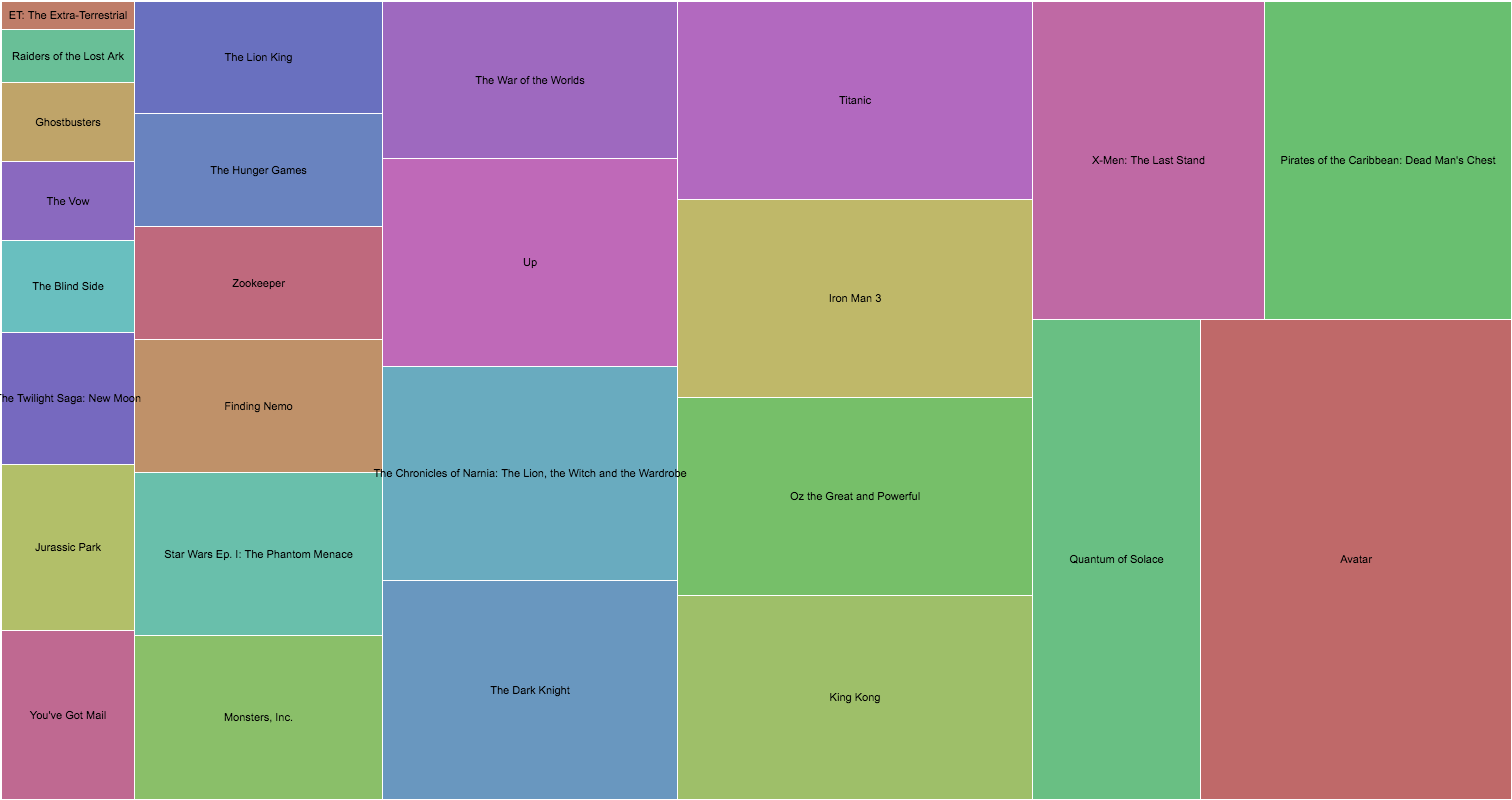 ET: The Extra-Terrestrial
Raiders of the Lost Ark
Ghostbusters
The Vow
The Blind Side
The Twilight Saga: New Moon
Jurassic Park
You've Got Mail
The Lion King
The Hunger Games
Zookeeper
Finding Nemo
Star Wars Ep. I: The Phantom Menace
Monsters, Inc.
The War of the Worlds
Up
The Chronicles of Narnia: The Lion, the Witch and the Wardrobe
The Dark Knight
Titanic
Iron Man 3
Oz the Great and Powerful
King Kong
X-Men: The Last Stand
Pirates of the Caribbean: Dead Man's Chest
Quantum of Solace
Avatar